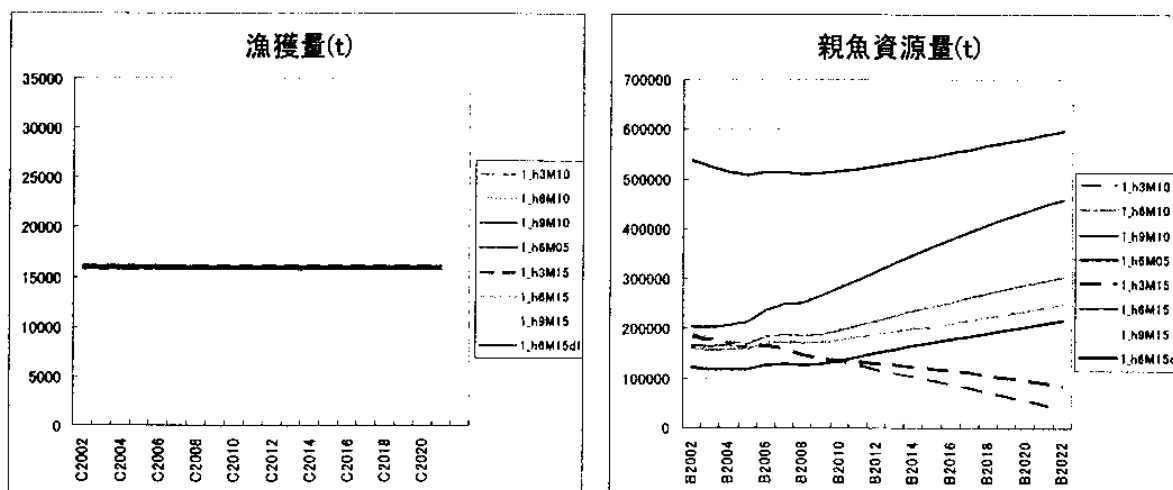 漁獲量(t)
35000
30000
25000
20000
15000
10000
5000
0
C2002
C2004
C2006
C2008
C2010
C2012
C2014
C2016
C2018
C2020
1_h3M10
1_h6M10
1_h9M10
1_h6M05
1_h3M15
1_h6M15
1_h9M15
1_h6M15d1
親魚資源量(t)
700000
600000
500000
400000
300000
200000
100000
0
B2002
B2004
B2006
B2008
B2010
B2012
B2014
B2016
B2018
B2020
B2022
1_h3M10
1_h6M10
1_h9M10
1_h6M05
1_h3M15
1_h6M15
1_h9M15
1_h6M15c